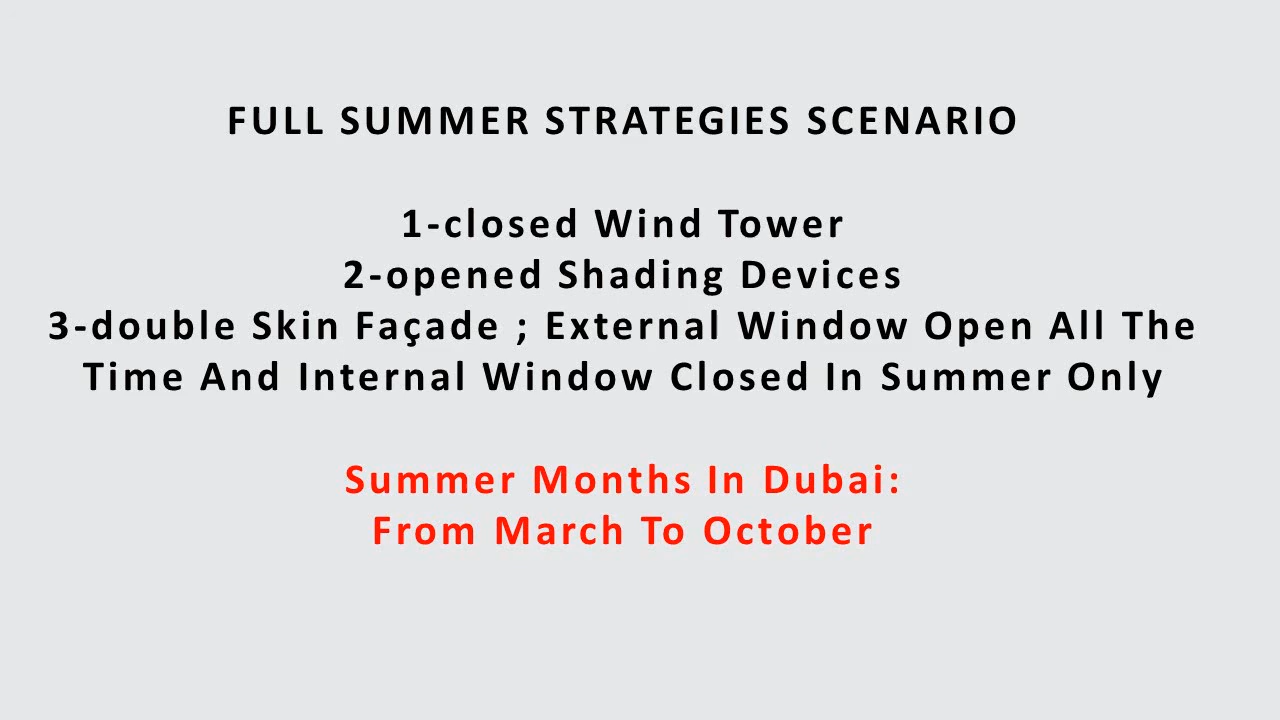 FULL SUMMER STRATEGIES SCENARIO
1-closed Wind Tower
2-opened Shading Devices
3-double Skin Façade ; External Window Open All The
Time And Internal Window Closed In Summer Only
Summer Months In Dubai:
From March To October